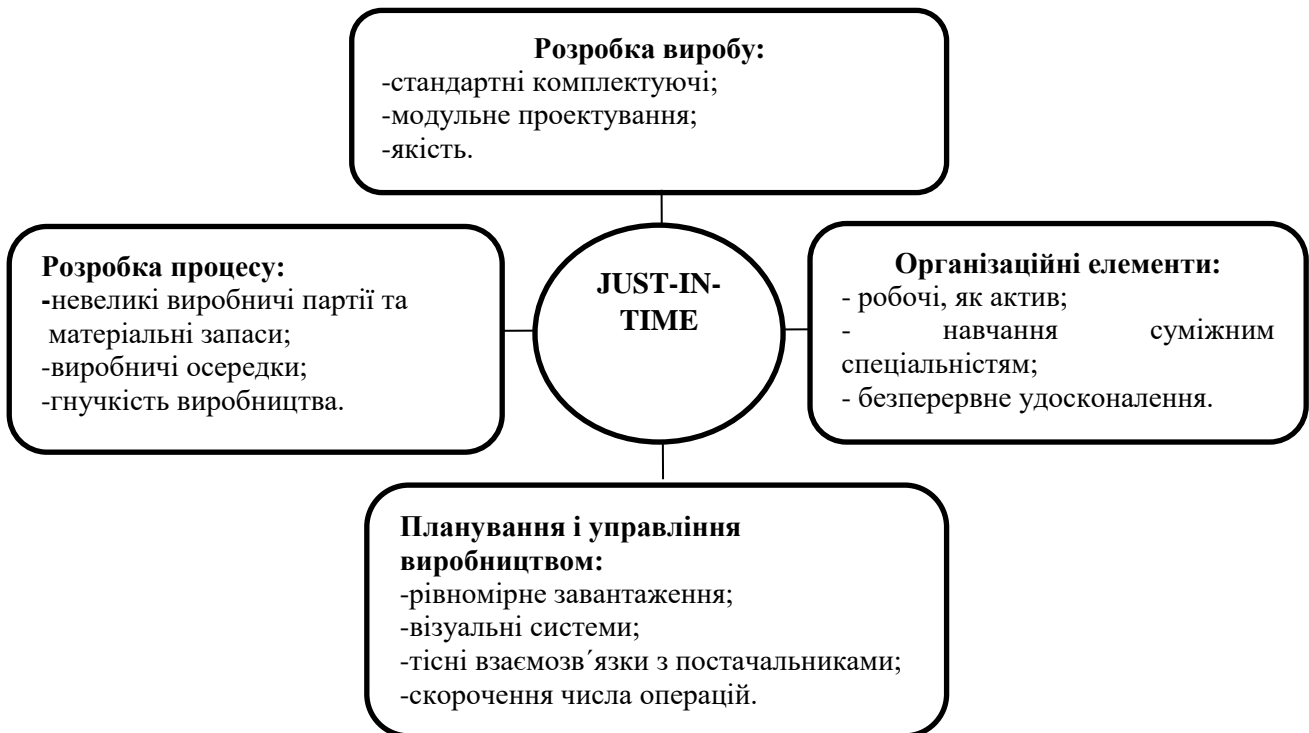 Розробка виробу:
-стандартні комплектуючі;
-модульне проектування;
-якість.
Розробка процесу:
-невеликі виробничі партії та
матеріальні запаси;
-виробничі осередки;
-гнучкість виробництва.
JUST-IN-
TIME
Організаційні елементи:
- робочі, як актив;
- навчання суміжним
спеціальністям;
- безперервне удосконалення.
Планування і управління
виробництвом:
-рівномірне завантаження;
-візуальні системи;
-тісні взаємозв´язки з постачальниками;
-скорочення числа операцій.